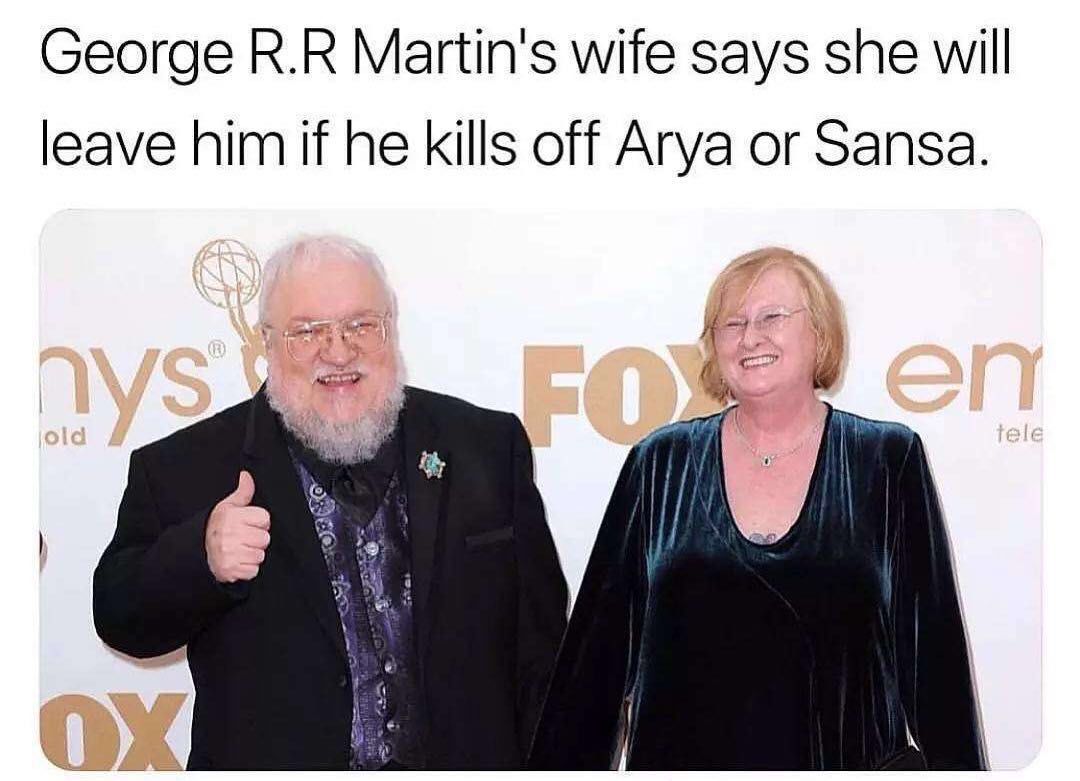 George R.R Martin's wife says she will
leave him if he kills off Arya or Sansa.
nys®
old
FOX
em
tele
OX